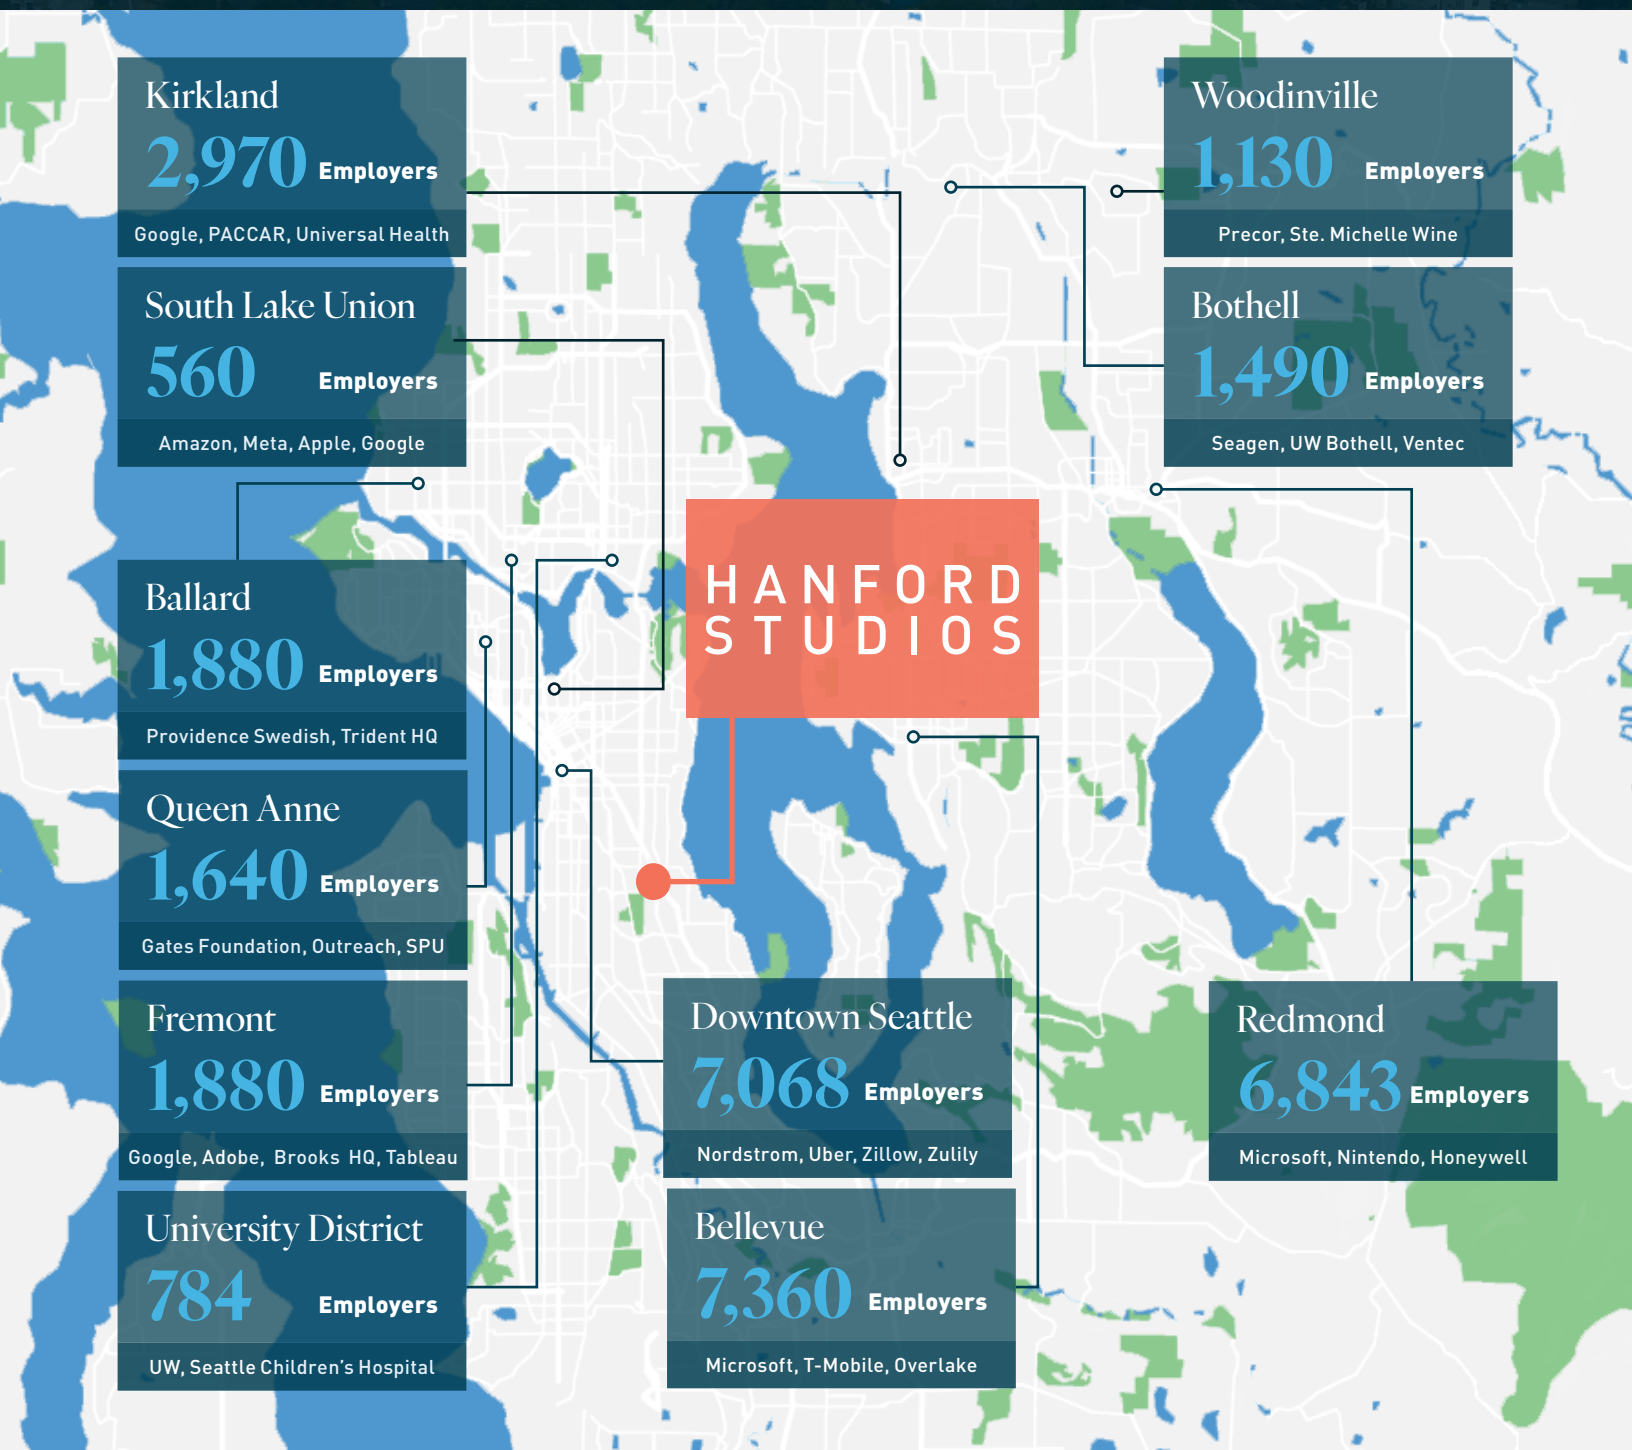 Kirkland
2,970 Employers
Google, PACCAR, Universal Health
South Lake Union
560 Employers
Amazon, Meta, Apple, Google
Woodinville
1,130 Employers
Precor, Ste. Michelle Wine
Bothell
1,490 Employers
Seagen, UW Bothell, Ventec
HANFORD
STUDIOS
Ballard
1,880 Employers
Providence Swedish, Trident HQ
Queen Anne
1,640 Employers
Gates Foundation, Outreach, SPU
Fremont
1,880 Employers
Google, Adobe, Brooks HQ, Tableau
University District
784 Employers
UW, Seattle Children's Hospital
Downtown Seattle
7,068 Employers
Nordstrom, Uber, Zillow, Zulily
Bellevue
7,360 Employers
Microsoft, T-Mobile, Overlake
Redmond
6,843 Employers
Microsoft, Nintendo, Honeywell